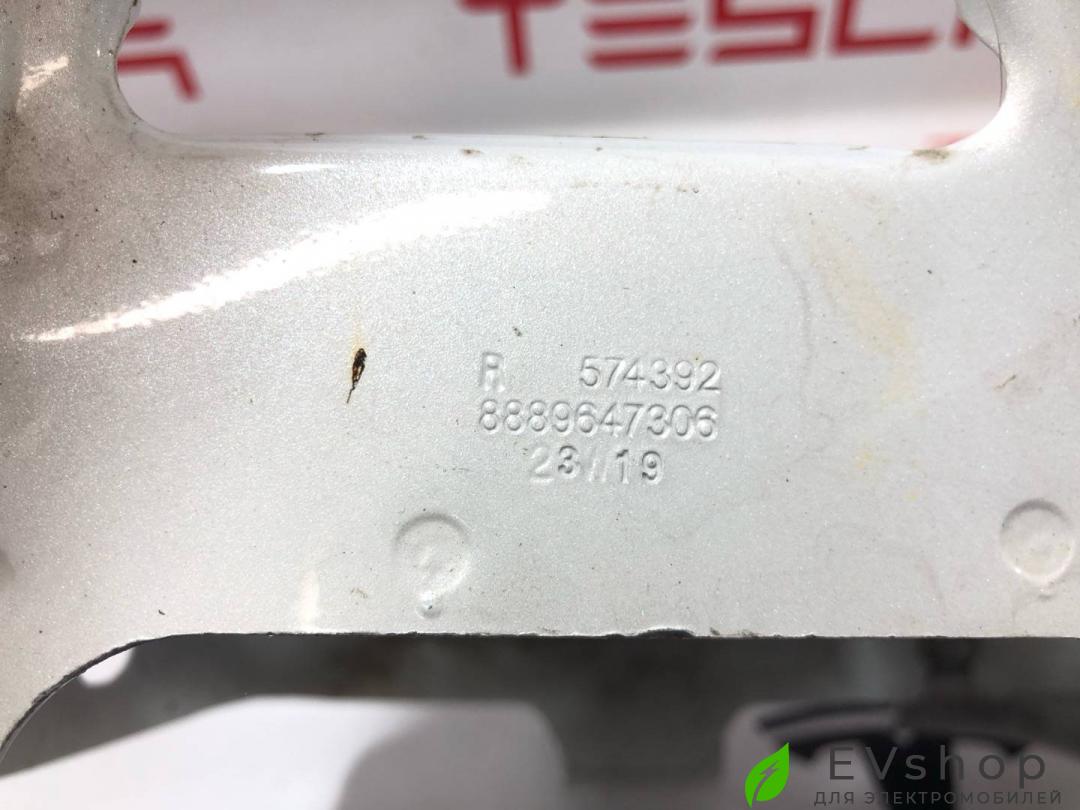 TESL
R 574392
8889647306
23//19
EVshop
ДЛЯ ЭЛЕКТРОМОБИЛЕЙ